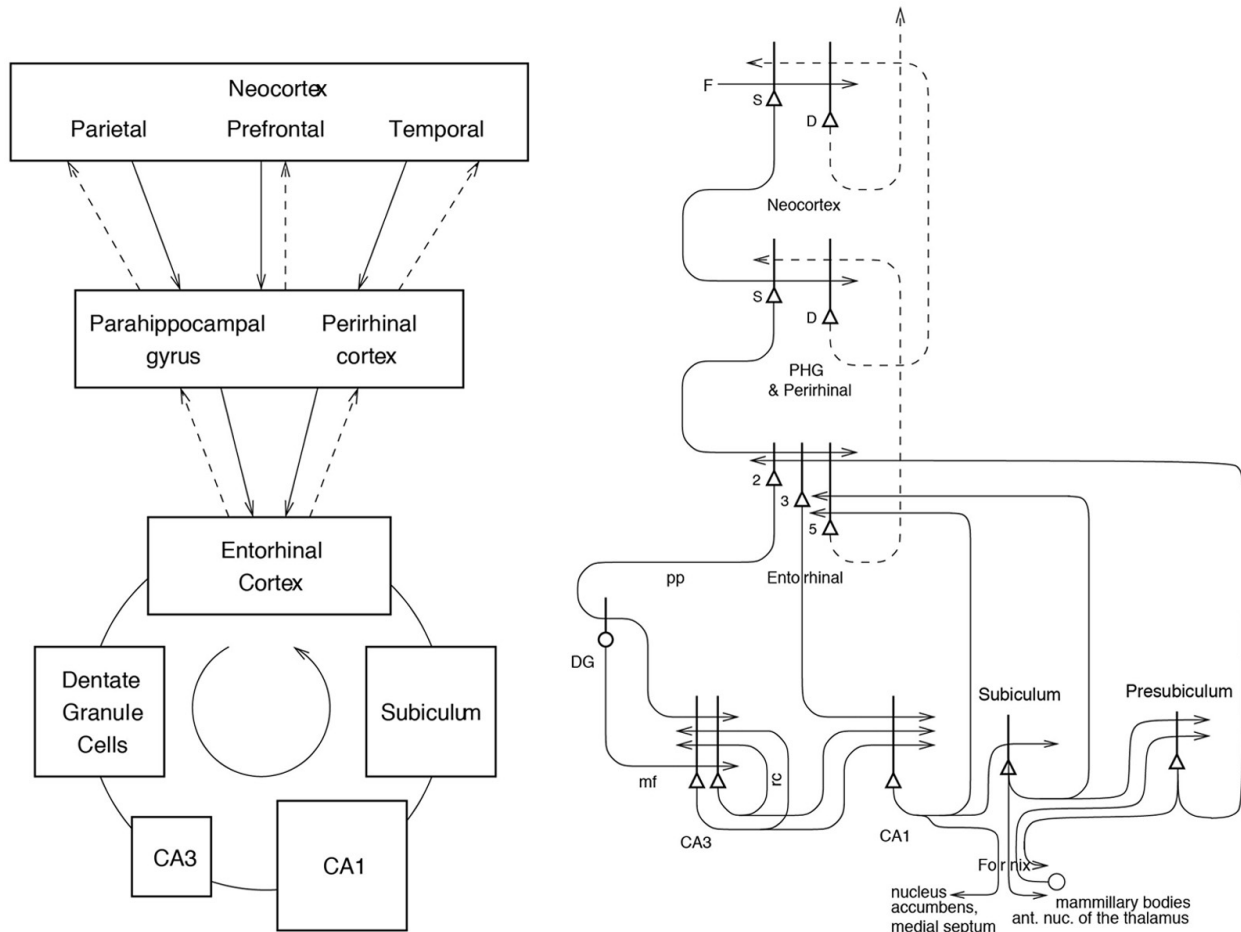 Neocortex
Parietal Prefrontal Temporal
Parahippocampal
gyrus
Perirhinal
cortex
Entorhinal
Cortex
Dentate
Granule
Cells
Subiculum
CA3
CA1
F
S
D
Neocortex
S
D
PHG
& Perirhinal
2
3
5
pp
Entorhinal
DG
Subiculum
Presubiculum
mf
rc
CA3
CA1
Fornix
nucleus
accumbens,
medial septum
mammillary bodies
ant. nuc. of the thalamus